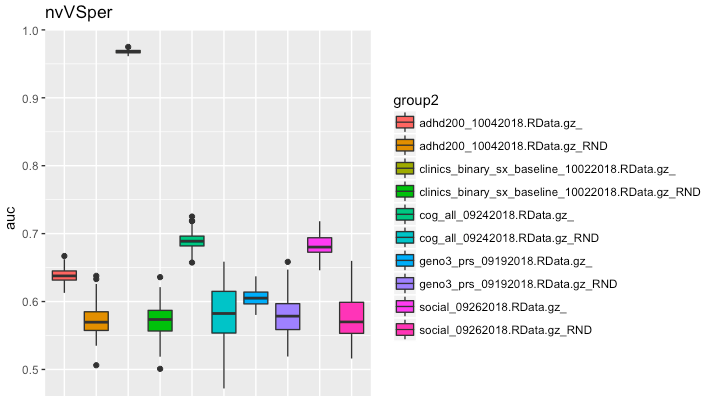 nvVSper
1.0
0.9
0.8
0.7
0.6
0.5
auc
group2
adhd200_10042018.RData.gz_
adhd200_10042018.RData.gz_RND
clinics_binary_sx_baseline_10022018.RData.gz_
clinics_binary_sx_baseline_10022018.RData.gz_RND
cog_all_09242018.RData.gz_
cog_all_09242018.RData.gz_RND
geno3_prs_09192018.RData.gz_
geno3_prs_09192018.RData.gz_RND
social_09262018.RData.gz_
social_09262018.RData.gz_RND